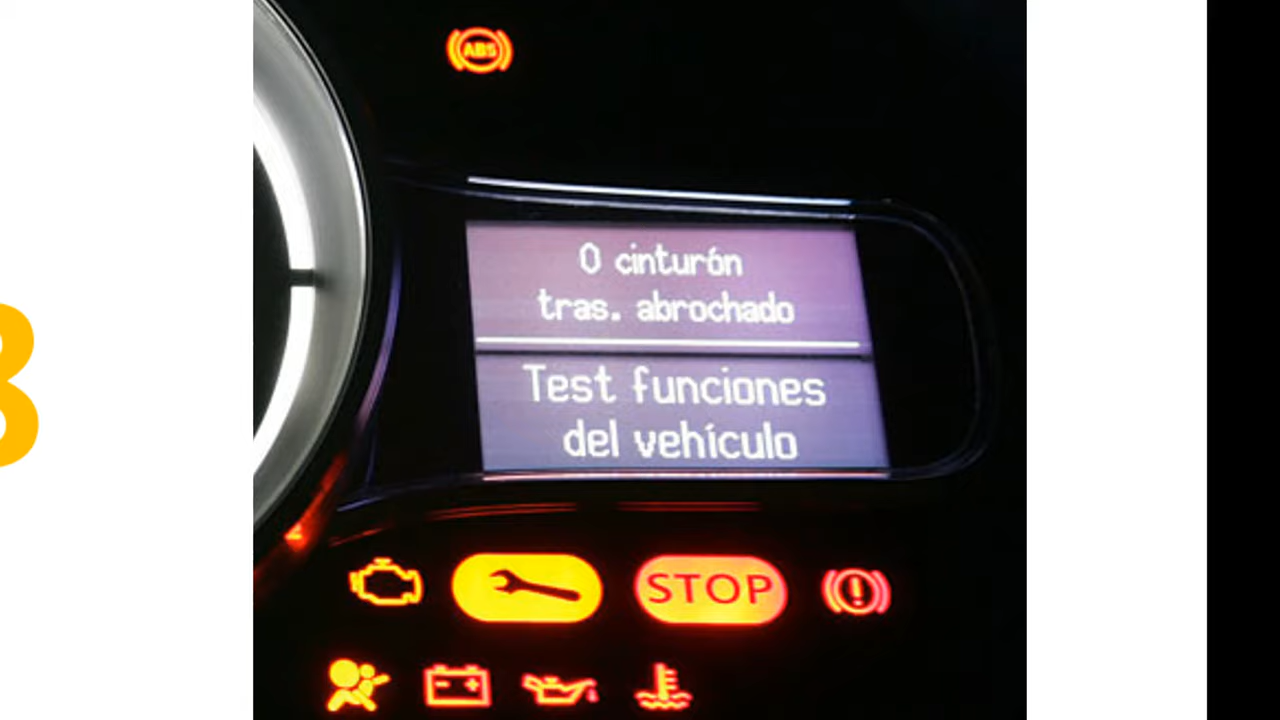 ABS
0 cinturón
tras. abrochado
Test funciones
del vehículo
STOP